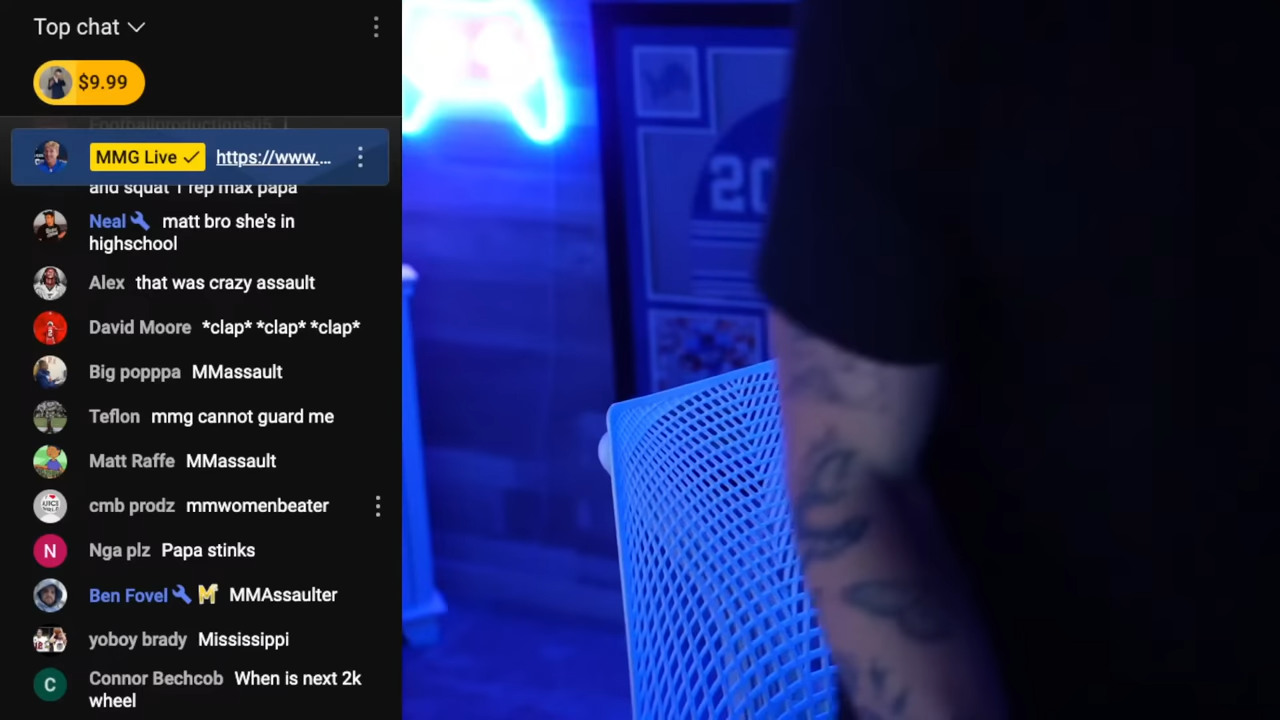 Top chat
$9.99
Footballproductions05
MMG Live https://www....
and squat 1 rep max papa
Neal matt bro she's in
highschool
Alex that was crazy assault
David Moore *clap* *clap* *clap*
Big popppa MMassault
Teflon mmg cannot guard me
Matt Raffe MMassault
cmb prodz mmwomenbeater
N Nga plz Papa stinks
Ben Fovel MMAssaulter
yoboy brady Mississippi
C Connor Bechcob When is next 2k
wheel
20